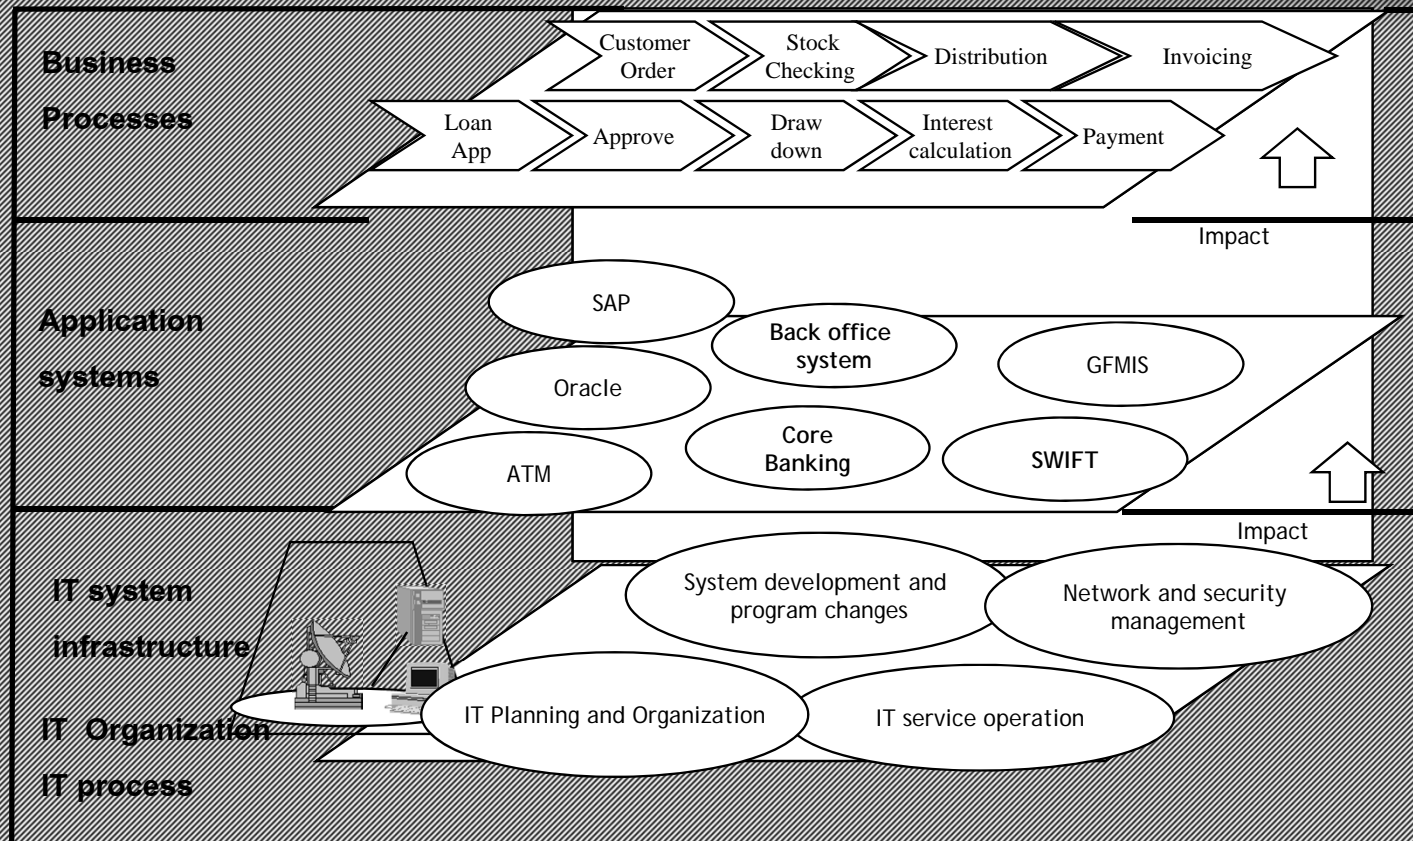 Business
Processes
Customer
Order
Stock
Checking
Distribution
Invoicing
Loan
App
Approve
Draw
down
Interest
calculation
Payment
Impact
Application
systems
SAP
Back office
system
GFMIS
Oracle
Core
Banking
SWIFT
ATM
Impact
IT system
infrastructure
IT Organization
IT process
System development and
program changes
Network and security
management
IT Planning and Organization
IT service operation